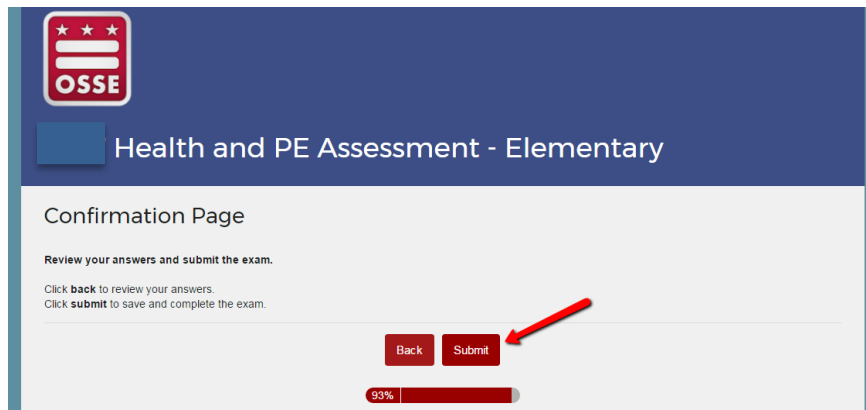 OSSE
Health and PE Assessment - Elementary
Confirmation Page
Review your answers and submit the exam.
Click back to review your answers.
Click submit to save and complete the exam.
Back Submit
93%